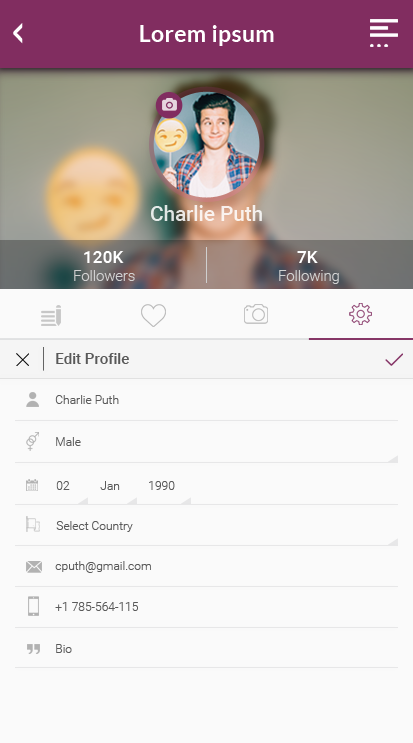 Lorem ipsum
Charlie Puth
120K 7K
Followers Following
Edit Profile
Charlie Puth
Male
02 Jan 1990
Select Country
cputh@gmail.com
+1 785-564-115
Bio